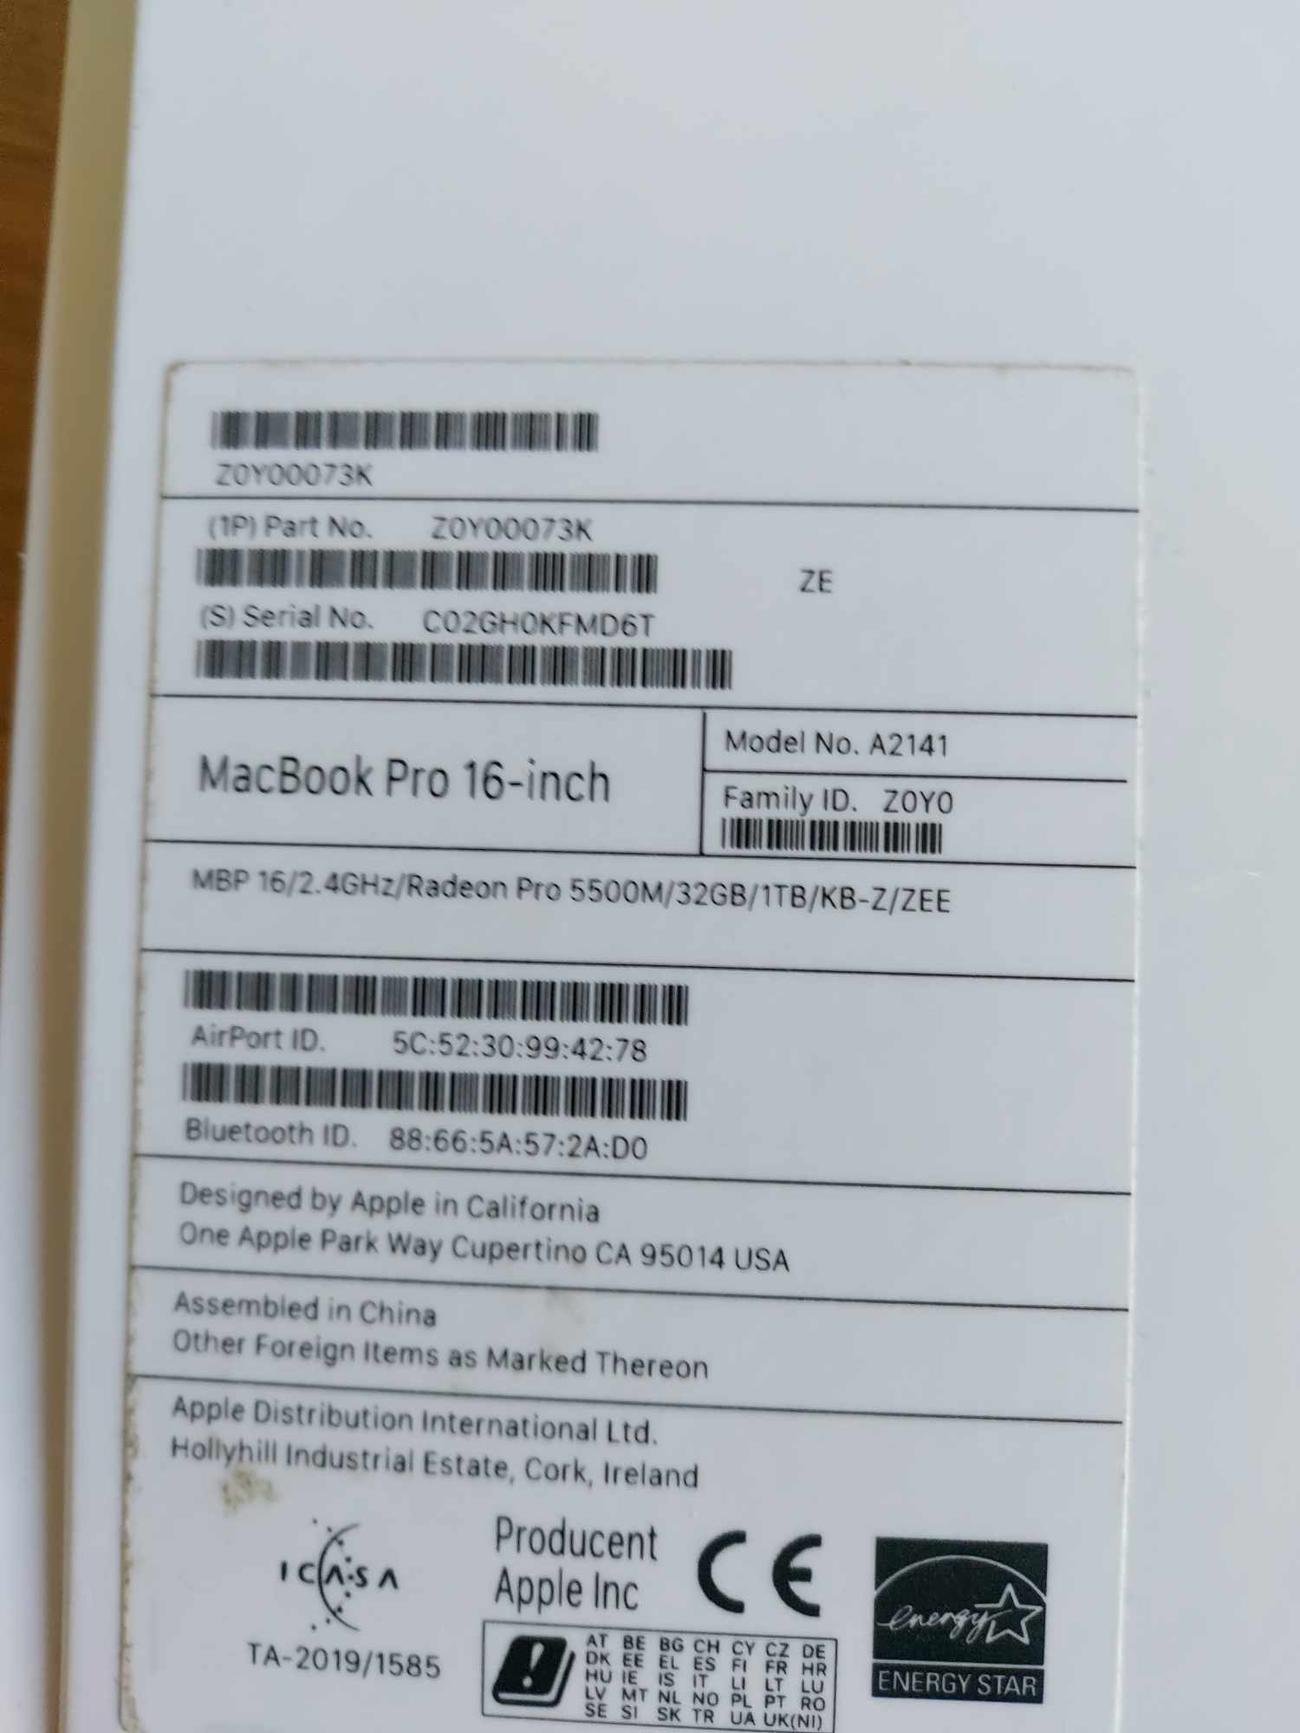 Z0Y00073K
(1P) Part No. Z0Y00073K
ZE
(S) Serial No. C02GH0KFMD6T
MacBook Pro 16-inch
Model No. A2141
Family ID. Z0Y0
MBP 16/2.4GHz/Radeon Pro 5500M/32GB/1TB/KB-Z/ZEE
AirPort ID. 5C:52:30:99:42:78
Bluetooth ID. 88:66:5A:57:2A:D0
Designed by Apple in California
One Apple Park Way Cupertino CA 95014 USA
Assembled in China
Other Foreign Items as Marked Thereon
Apple Distribution International Ltd.
Hollyhill Industrial Estate, Cork, Ireland
ICASA
TA-2019/1585
Producent
Apple Inc
CE
energy
ENERGY STAR
AT BE BG CH CY CZ DE
DK EE EL ES FI FR HR
HU IE IS IT LI LT LU
LV MT NL NO PL PT RO
SE SI SK TR UA UK(NI)